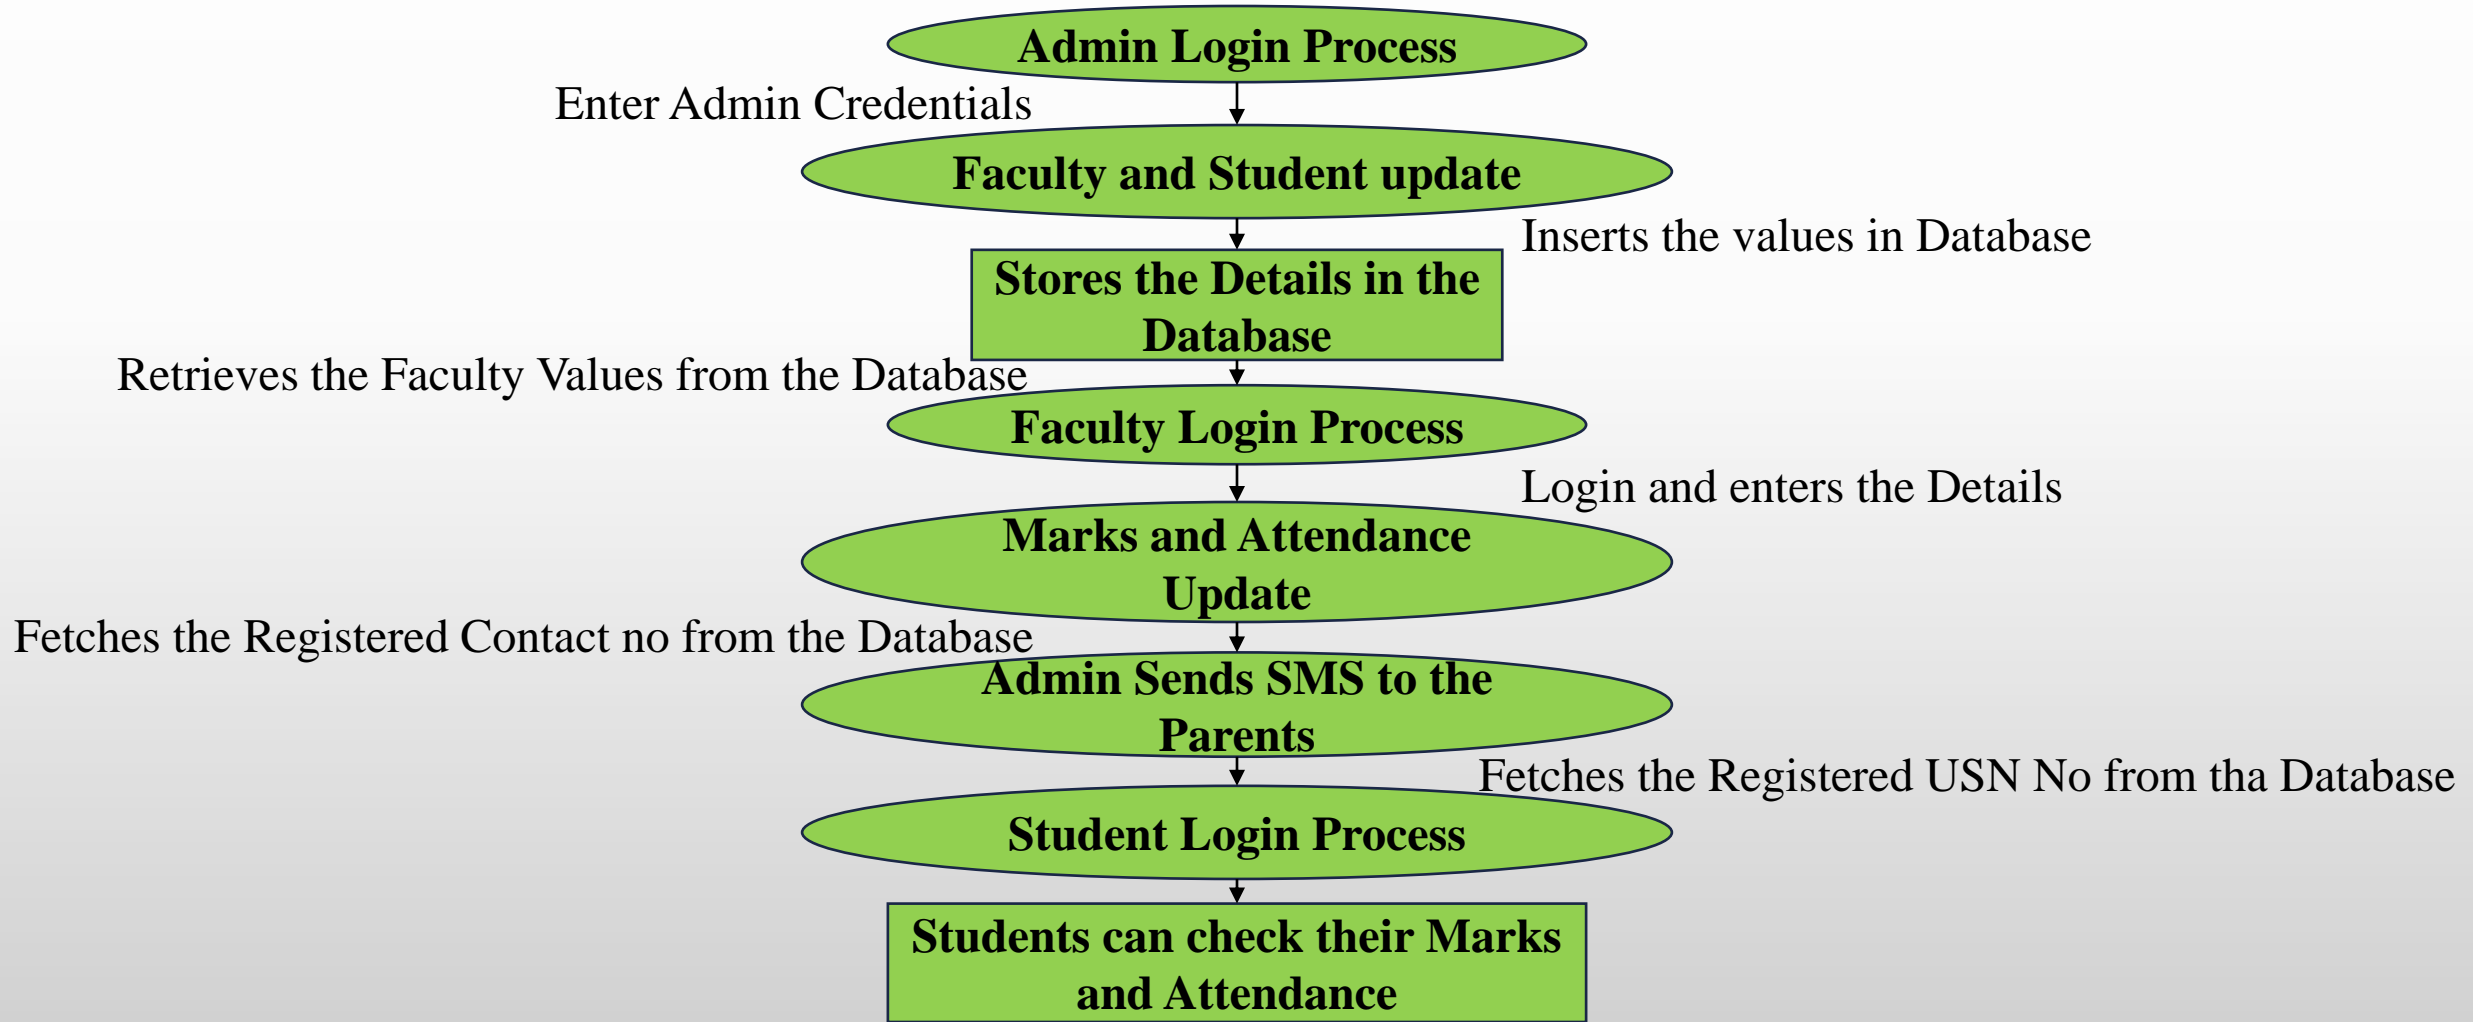 Admin Login Process
Enter Admin Credentials
Faculty and Student update
Inserts the values in Database
Stores the Details in the
Database
Retrieves the Faculty Values from the Database
Faculty Login Process
Login and enters the Details
Marks and Attendance
Update
Fetches the Registered Contact no from the Database
Admin Sends SMS to the
Parents
Fetches the Registered USN No from tha Database
Student Login Process
Students can check their Marks
and Attendance